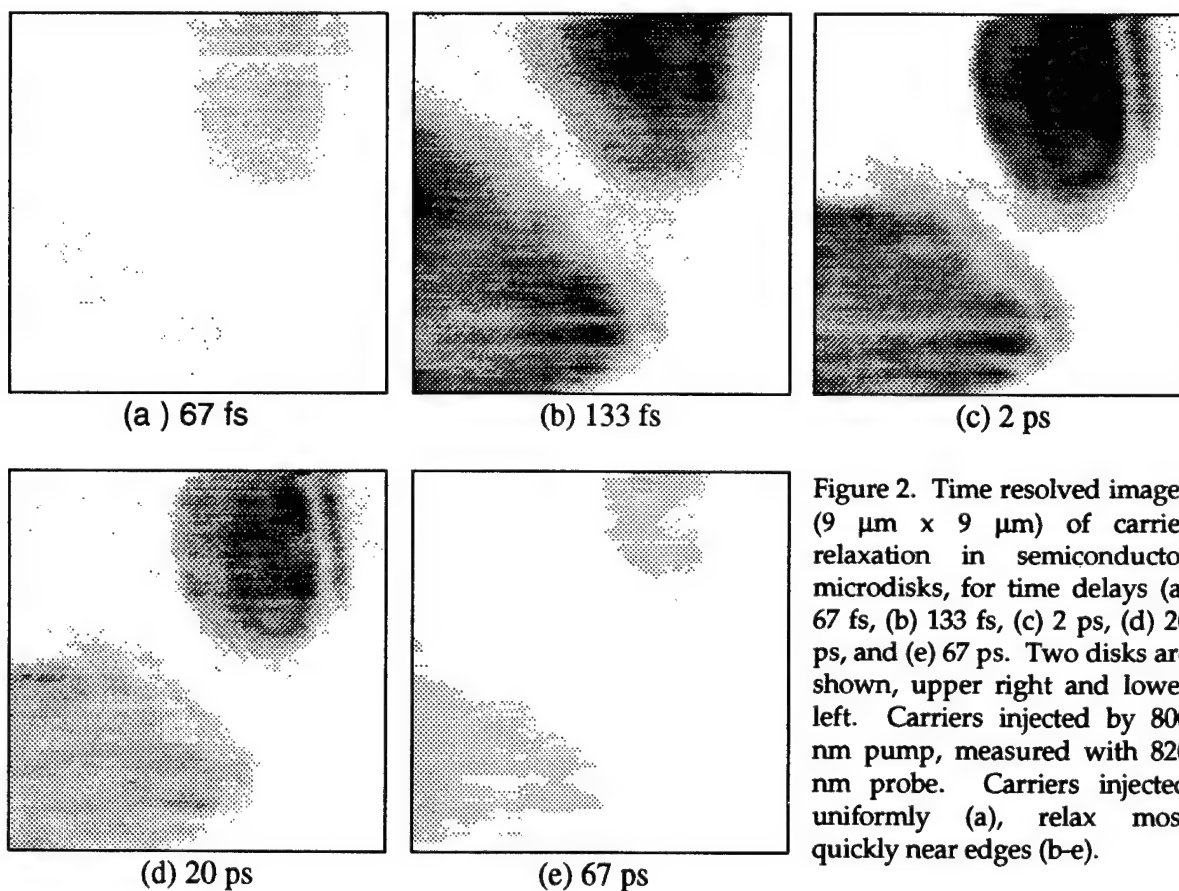 (a ) 67 fs
(b) 133 fs
(c) 2 ps
(d) 20 ps
(e) 67 ps
Figure 2. Time resolved image
(9 μm x 9 μm) of carrie
relaxation in semiconducto
microdisks, for time delays (a
67 fs, (b) 133 fs, (c) 2 ps, (d) 2
ps, and (e) 67 ps. Two disks ar
shown, upper right and lowe
left. Carriers injected by 80
nm pump, measured with 82
nm probe. Carriers injected
uniformly (a), relax mos
quickly near edges (b-e).